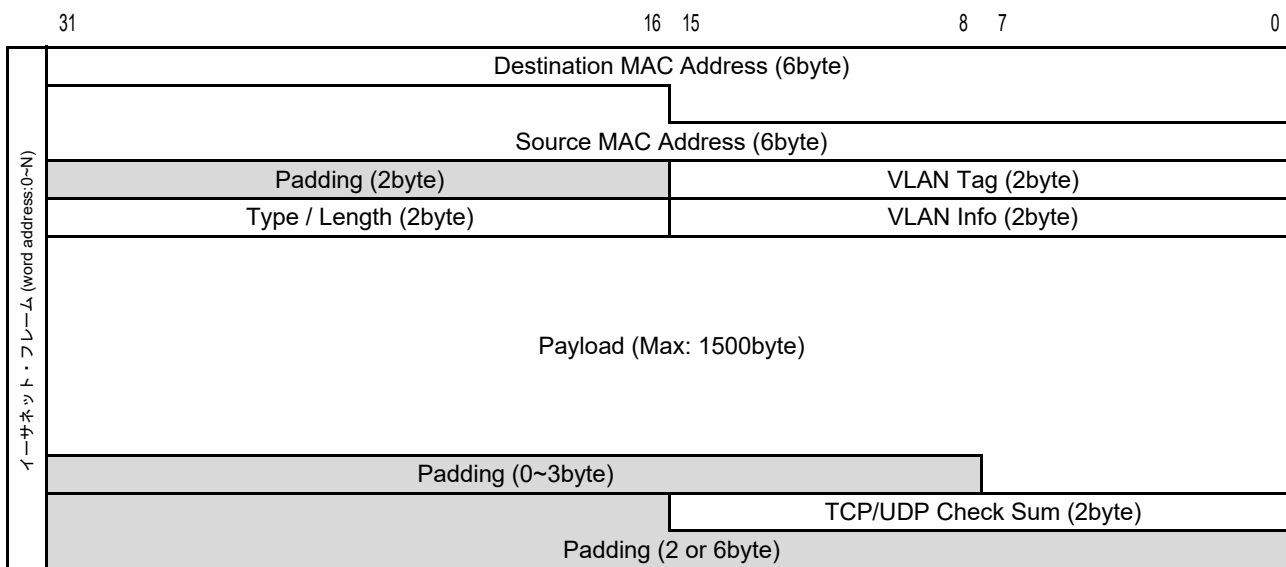 31 16 15 8 7 0
イーサネット・フレーム (word address:0~N)
Destination MAC Address (6byte)
Source MAC Address (6byte)
Padding (2byte) VLAN Tag (2byte)
Type / Length (2byte) VLAN Info (2byte)
Payload (Max: 1500byte)
Padding (0~3byte)
TCP/UDP Check Sum (2byte)
Padding (2 or 6byte)